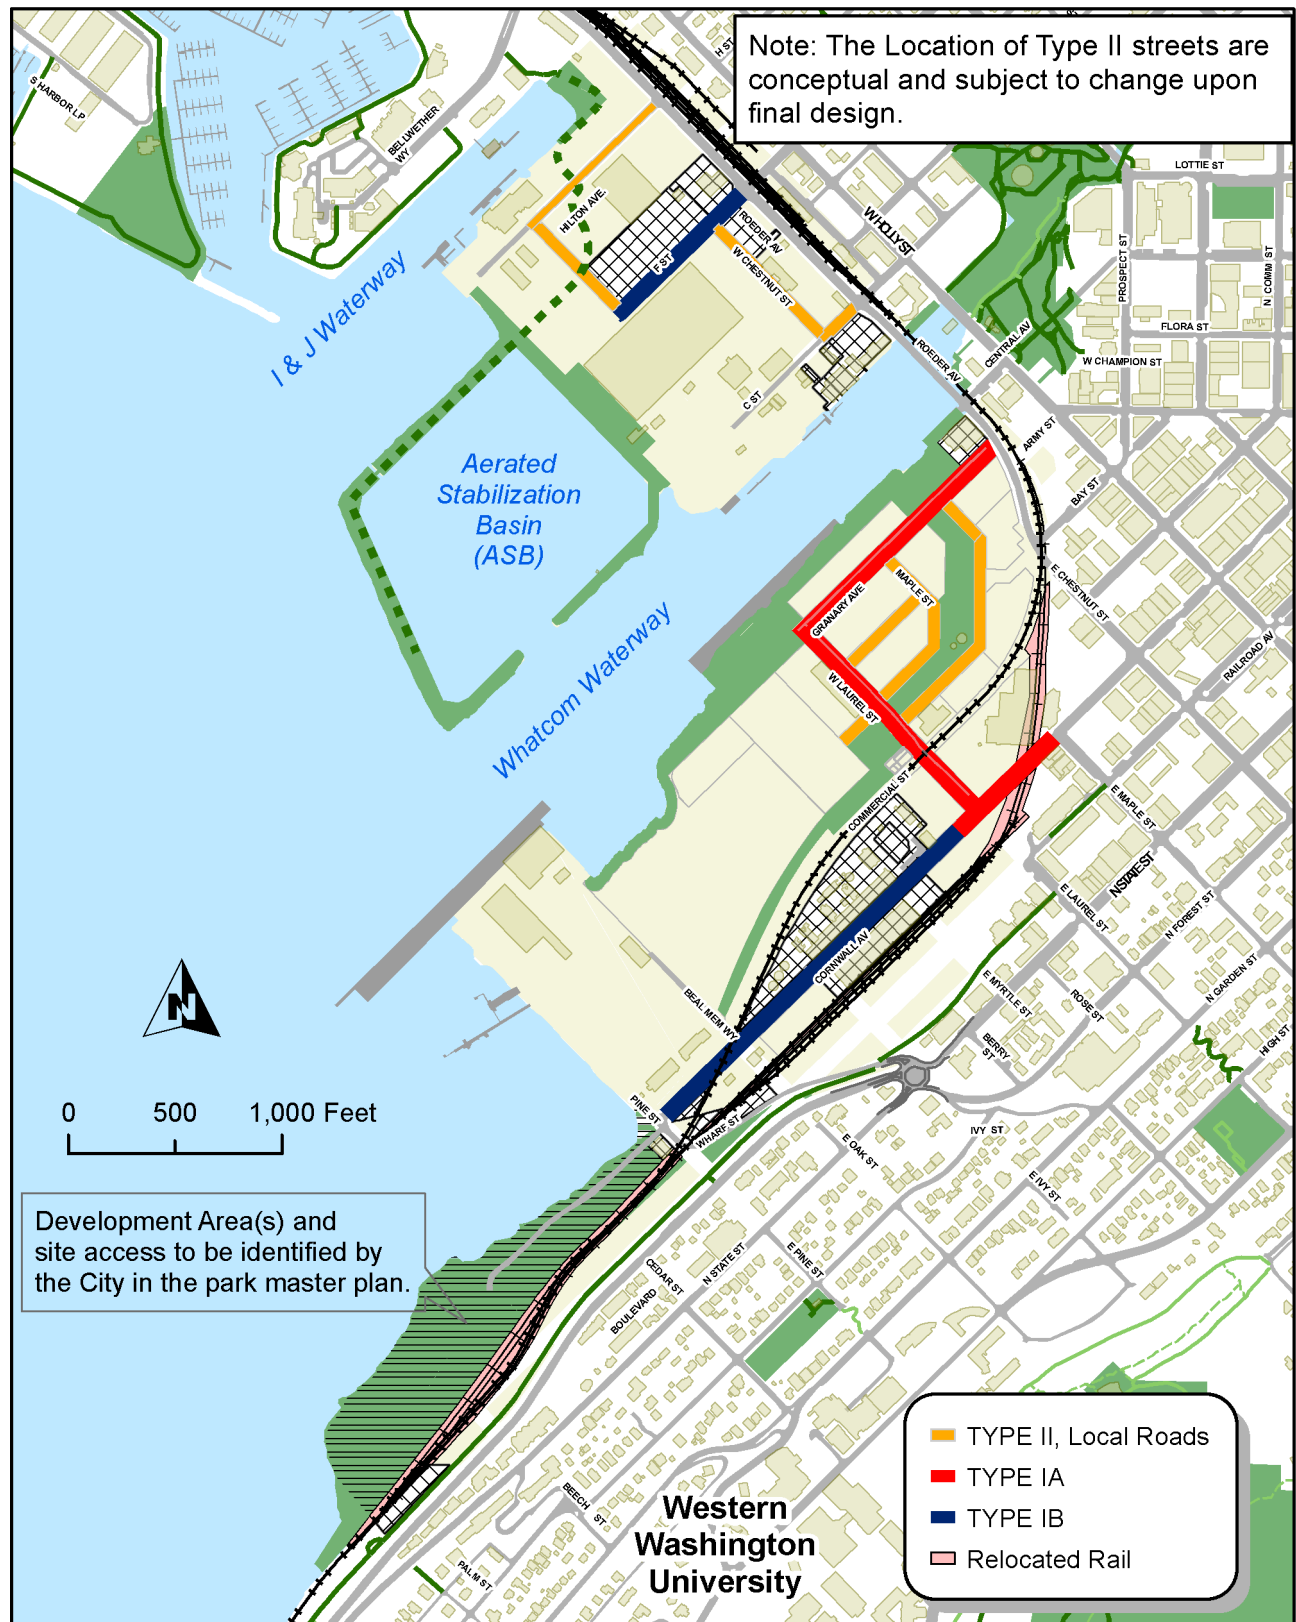 Note: The Location of Type II streets are
conceptual and subject to change upon
final design.
H ST
S HARBOR LP
BELLWETHER
WY
LOTTIE ST
HILTON AVE.
ROEDER AV
W HOLLY ST
F ST
W CHESTNUT ST
PROSPECT ST
N COMM ST
I & J Waterway
FLORA ST
CENTRAL AV
ROEDER AV
W CHAMPION ST
C ST
ARMY ST
Aerated
Stabilization
Basin
(ASB)
BAY ST
E CHESTNUT ST
MAPLE ST
GRANARY AVE
RAILROAD AV
Whatcom Waterway
W LAUREL ST
COMMERCIAL ST
E MAPLE ST
N STATE ST
E LAUREL ST
N FOREST ST
CORNWALL AV
N GARDEN ST
E MYRTLE ST
ROSE ST
BEAL MEM WY
BERRY
ST
HIGH ST
N
0 500 1,000 Feet
PINE ST
WHARF ST
IVY ST
E OAK ST
E IVY ST
Development Area(s) and
site access to be identified by
the City in the park master plan.
CEDAR ST
N STATE ST
E PINE ST
BOULEVARD
TYPE II, Local Roads
TYPE IA
TYPE IB
Relocated Rail
BEECH
ST
PALM ST
Western
Washington
University